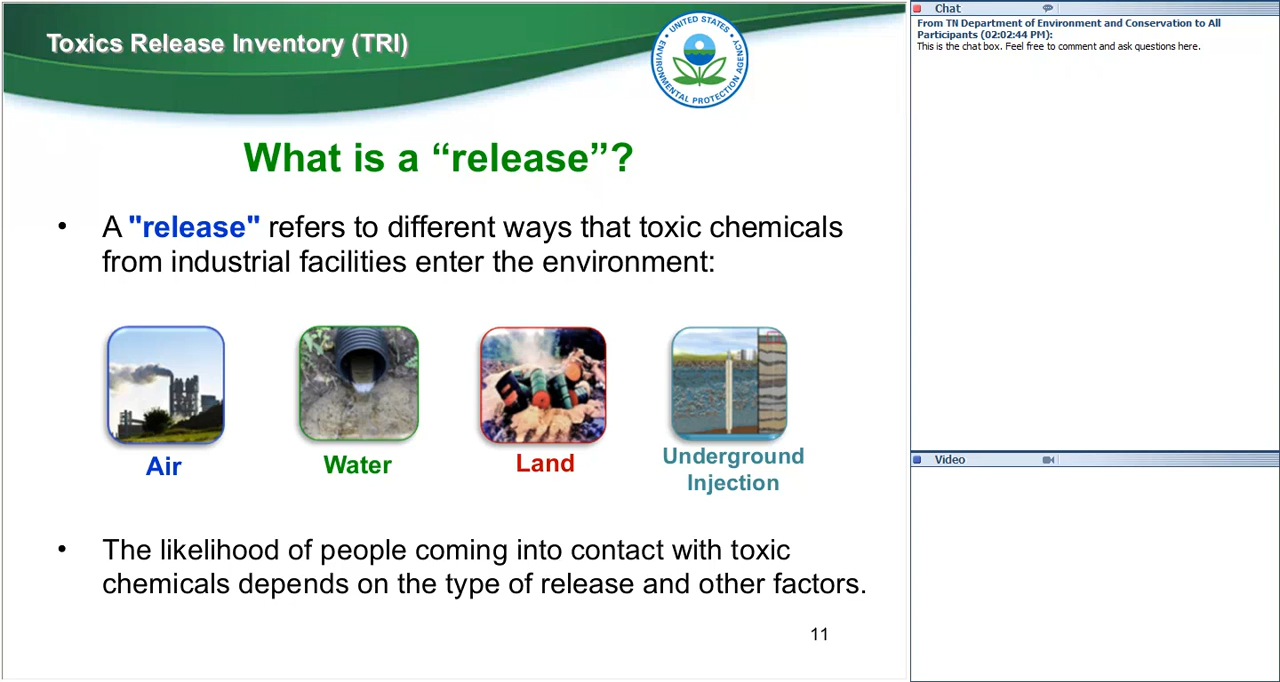 Toxics Release Inventory (TRI)
UNITED STATES
ENVIRONMENTAL PROTECTION AGENCY
What is a “release”?
• A "release" refers to different ways that toxic chemicals
from industrial facilities enter the environment:
Air
Water
Land
Underground
Injection
• The likelihood of people coming into contact with toxic
chemicals depends on the type of release and other factors.
11
Chat
From TN Department of Environment and Conservation to All
Participants (02:02:44 PM):
This is the chat box. Feel free to comment and ask questions here.
Video